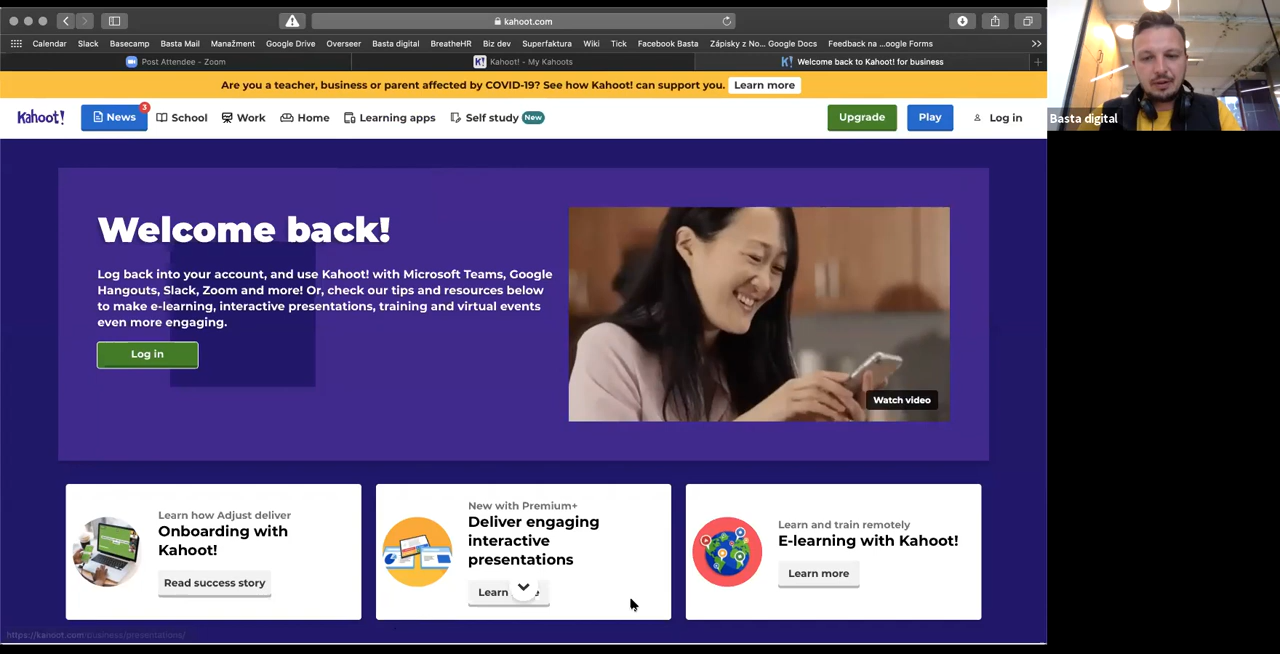 kahoot.com
Calendar Slack Basecamp Basta Mail Manažment Google Drive Overseer Basta digital BreatheHR Biz dev Superfaktura Wiki Tick Facebook Basta Zápisky z No... Google Docs Feedback na ...oogle Forms
Post Attendee - Zoom Kahoot! - My Kahoots Welcome back to Kahoot! for business
Are you a teacher, business or parent affected by COVID-19? See how Kahoot! can support you. Learn more
Kahoot! News 3 School Work Home Learning apps Self study New Upgrade Play Log in
Basta digital
Welcome back!
Log back into your account, and use Kahoot! with Microsoft Teams, Google
Hangouts, Slack, Zoom and more! Or, check our tips and resources below
to make e-learning, interactive presentations, training and virtual events
even more engaging.
Log in
Watch video
Learn how Adjust deliver
Onboarding with
Kahoot!
Read success story
New with Premium+
Deliver engaging
interactive
presentations
Learn
Learn and train remotely
E-learning with Kahoot!
Learn more
https://kahoot.com/business/presentations/